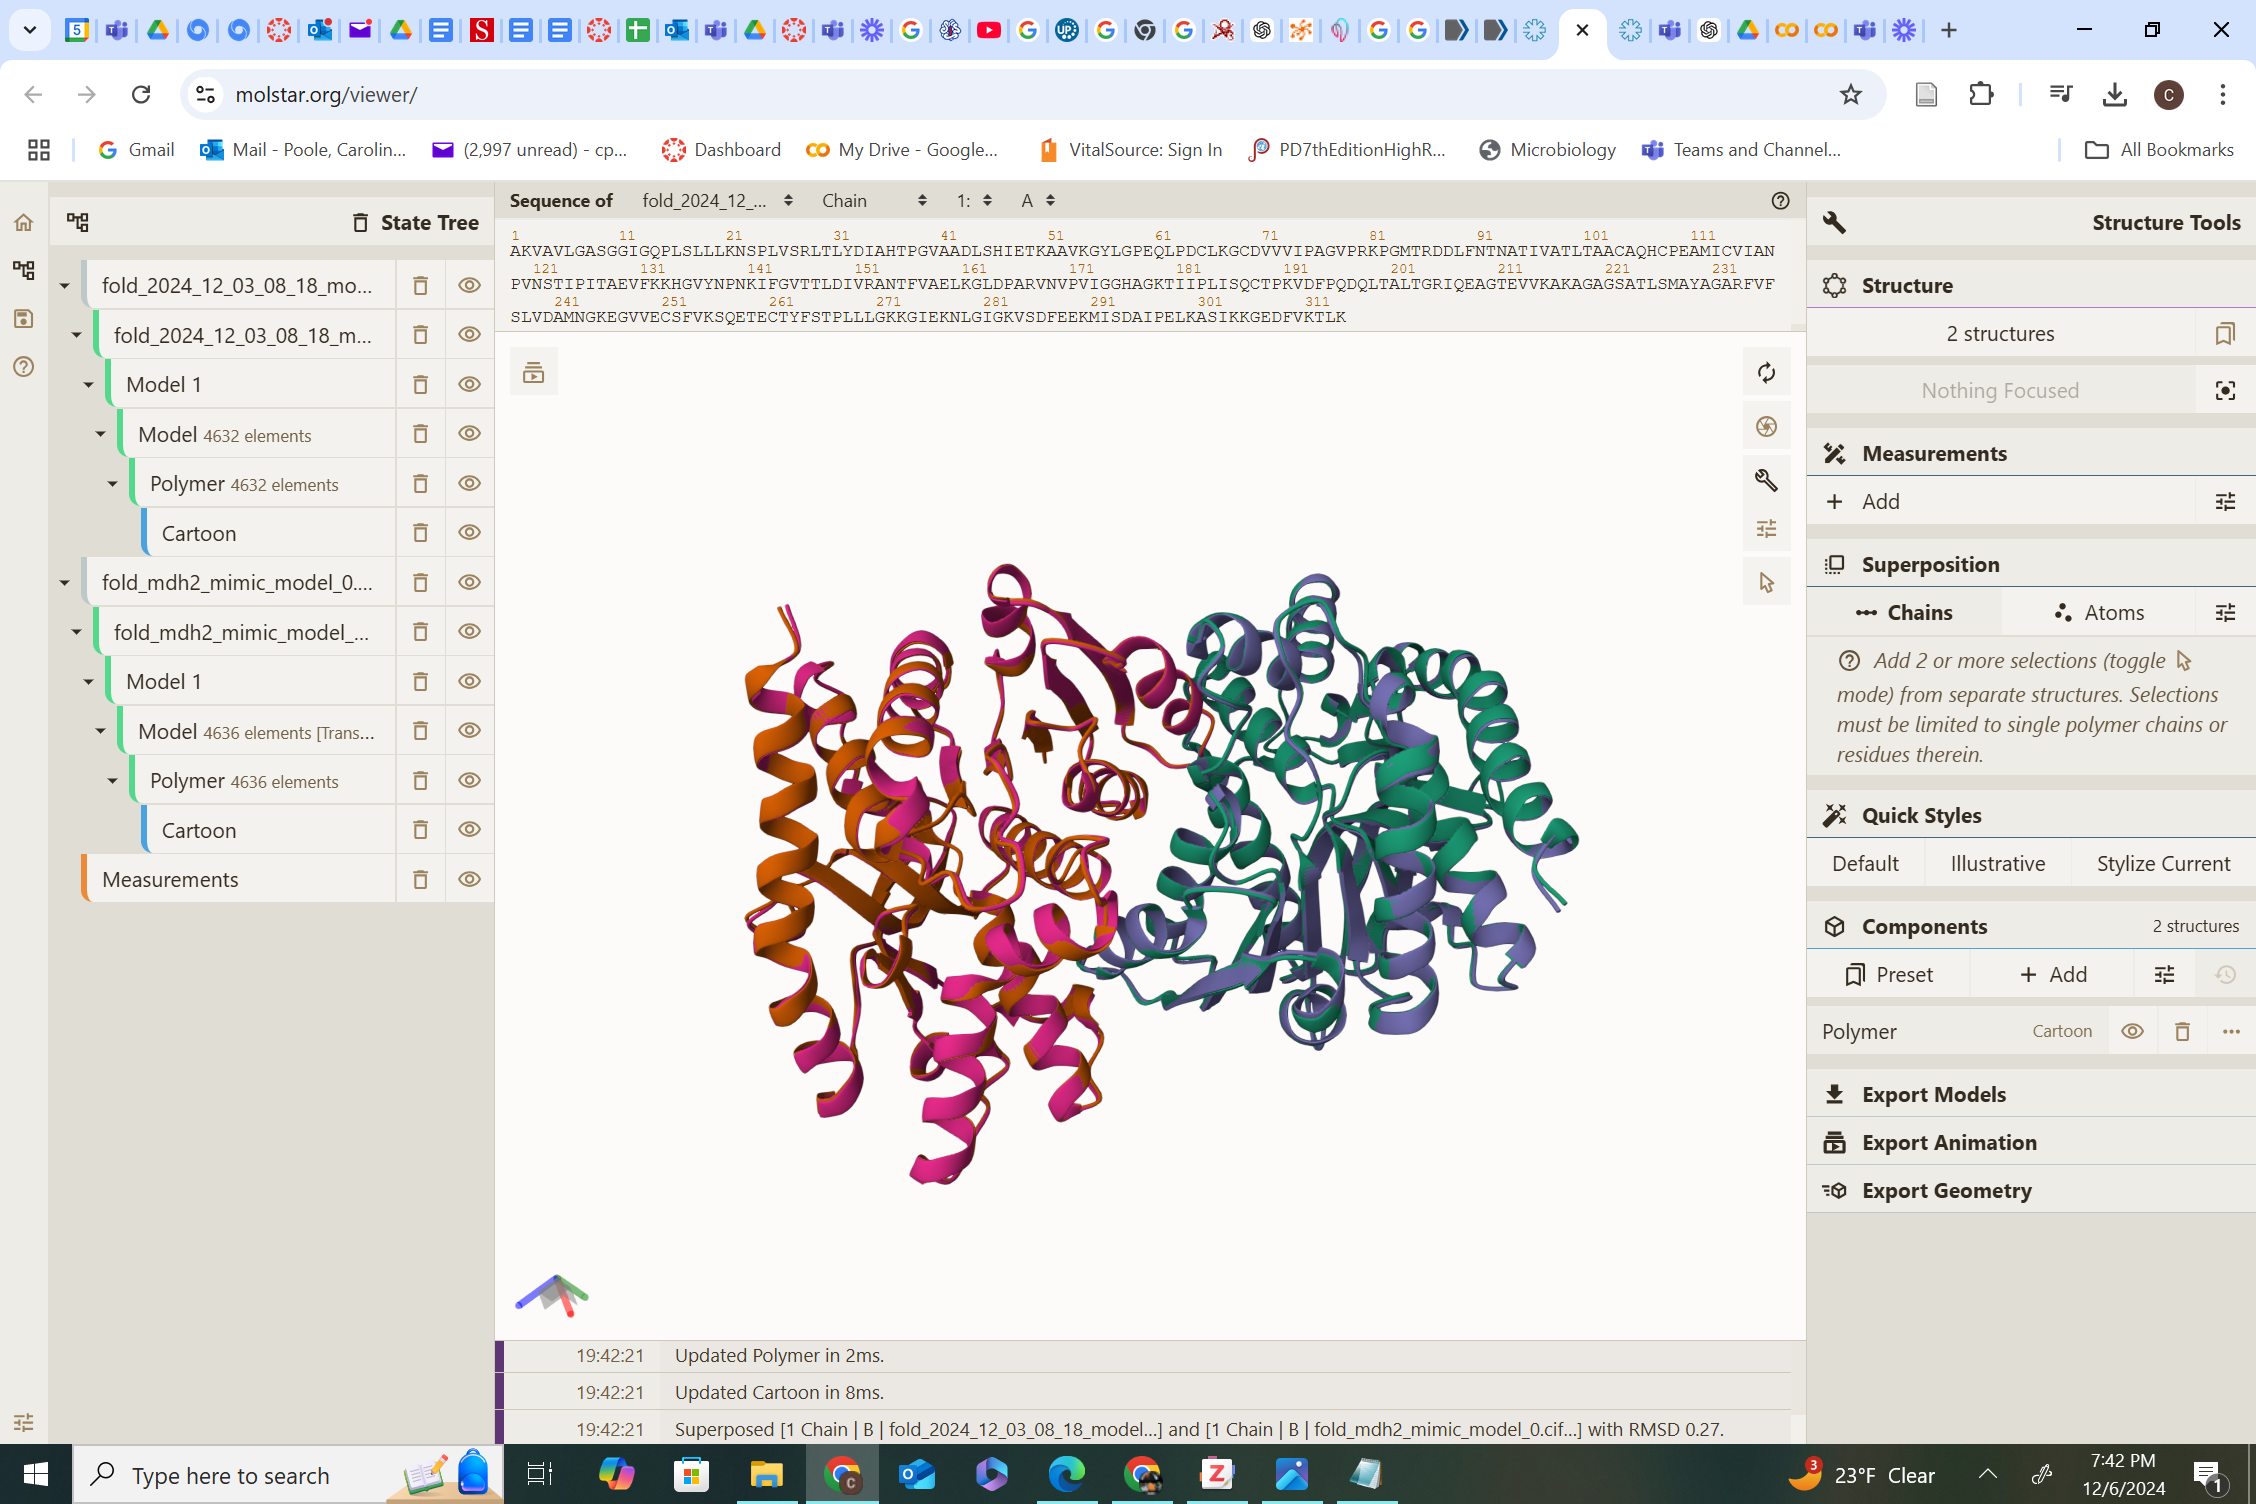 molstar.org/viewer/
Gmail
Mail - Poole, Carolin...
(2,997 unread) - cp...
Dashboard
My Drive - Google...
VitalSource: Sign In
PD7thEditionHighR...
Microbiology
Teams and Channel...
All Bookmarks
State Tree
fold_2024_12_03_08_18_mo...
fold_2024_12_03_08_18_m...
Model 1
Model 4632 elements
Polymer 4632 elements
Cartoon
fold_mdh2_mimic_model_0....
fold_mdh2_mimic_model_...
Model 1
Model 4636 elements [Trans...
Polymer 4636 elements
Cartoon
Measurements
Sequence of fold_2024_12_... Chain 1: A
1 11 21 31 41 51 61 71 81 91 101 111
AKVAVLGASGGIGQPLSLLLKNSPLVSRLTLYDIAHTPGVAADLSHIETKAAVKGYLGPEQLPDCLKGCDVVVIPAGVPRKPGMTRDDLFNTNATIVATLTAACAQHCPEAMICVIAN
121 131 141 151 161 171 181 191 201 211 221 231
PVNSTIPITAEVFKKHGVYNPNKIFGVTTLDIVRANTFVAELKGLDPARVNVPVIGGHAGKTIIPLISQCTPKVDFPQDQLTALTGRIQEAGTEVVKAKAGAGSATLSMAYAGARFVF
241 251 261 271 281 291 301 311
SLVDAMNGKEGVVECSFVKSQETECTYFSTPLLLGKKGIEKNLGIGKVSDFEEKMISDAIPELKASIKKGEDFVKTLK
19:42:21 Updated Polymer in 2ms.
19:42:21 Updated Cartoon in 8ms.
19:42:21 Superposed [1 Chain | B | fold_2024_12_03_08_18_model...] and [1 Chain | B | fold_mdh2_mimic_model_0.cif...] with RMSD 0.27.
Structure Tools
Structure
2 structures
Nothing Focused
Measurements
+ Add
Superposition
Chains
Atoms
Add 2 or more selections (toggle
mode) from separate structures. Selections
must be limited to single polymer chains or
residues therein.
Quick Styles
Default
Illustrative
Stylize Current
Components 2 structures
Preset
+ Add
Polymer Cartoon
Export Models
Export Animation
Export Geometry
Type here to search
23°F Clear
7:42 PM
12/6/2024